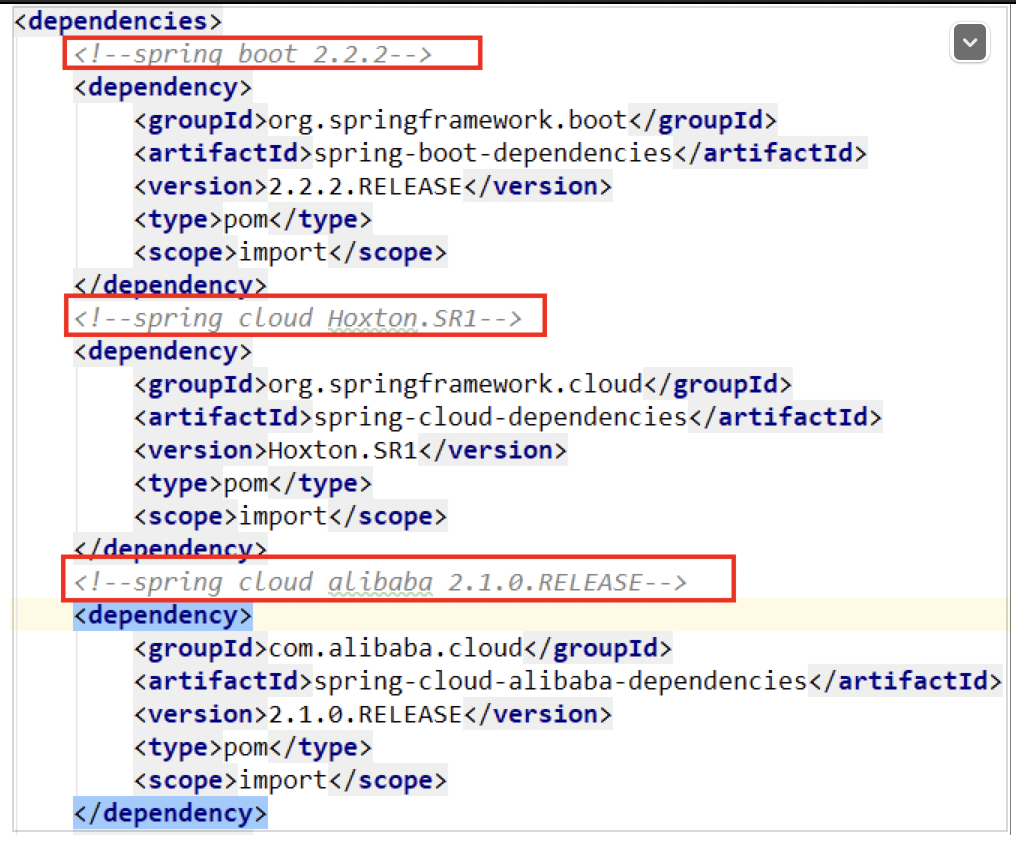 <dependencies>
<!--spring boot 2.2.2-->
<dependency>
<groupId>org.springframework.boot</groupId>
<artifactId>spring-boot-dependencies</artifactId>
<version>2.2.2.RELEASE</version>
<type>pom</type>
<scope>import</scope>
</dependency>
<!--spring cloud Hoxton.SR1-->
<dependency>
<groupId>org.springframework.cloud</groupId>
<artifactId>spring-cloud-dependencies</artifactId>
<version>Hoxton.SR1</version>
<type>pom</type>
<scope>import</scope>
</dependency>
<!--spring cloud alibaba 2.1.0.RELEASE-->
<dependency>
<groupId>com.alibaba.cloud</groupId>
<artifactId>spring-cloud-alibaba-dependencies</artifactId>
<version>2.1.0.RELEASE</version>
<type>pom</type>
<scope>import</scope>
</dependency>